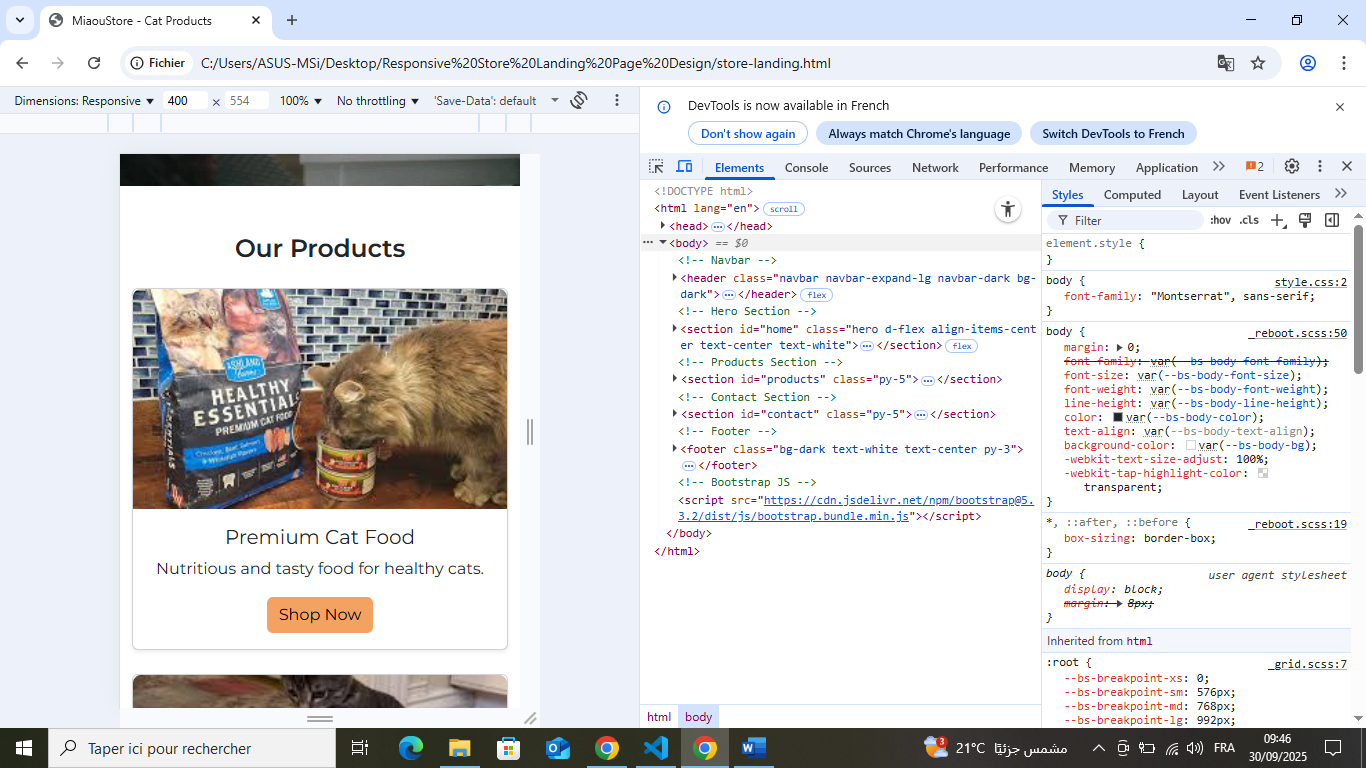 MiaouStore - Cat Products
Fichier
C:/Users/ASUS-MSi/Desktop/Responsive%20Store%20Landing%20Page%20Design/store-landing.html
Dimensions: Responsive
400
×
554
100%
No throttling
'Save-Data': default
Our Products
HEALTHY
ESSENTIALS
PREMIUM CAT FOOD
Premium Cat Food
Nutritious and tasty food for healthy cats.
Shop Now
DevTools is now available in French
Don't show again
Always match Chrome's language
Switch DevTools to French
Elements
Console
Sources
Network
Performance
Memory
Application
2
<!DOCTYPE html>
<html lang="en">
scroll
<head> </head>
<body> == $0
<!-- Navbar -->
<header class="navbar navbar-expand-lg navbar-dark bg-
dark"> </header>
flex
<!-- Hero Section -->
<section id="home" class="hero d-flex align-items-cent
er text-center text-white"> </section>
flex
<!-- Products Section -->
<section id="products" class="py-5"> </section>
<!-- Contact Section -->
<section id="contact" class="py-5"> </section>
<!-- Footer -->
<footer class="bg-dark text-white text-center py-3">
</footer>
<!-- Bootstrap JS -->
<script src="https://cdn.jsdelivr.net/npm/bootstrap@5.
3.2/dist/js/bootstrap.bundle.min.js"></script>
</body>
</html>
html
body
Styles
Computed
Layout
Event Listeners
Filter
:hov
.cls
element.style {
}
body {
style.css:2
font-family: "Montserrat", sans-serif;
}
body {
_reboot.scss:50
margin: 0;
font-family: var(--bs-body-font-family);
font-size: var(--bs-body-font-size);
font-weight: var(--bs-body-font-weight);
line-height: var(--bs-body-line-height);
color: var(--bs-body-color);
text-align: var(--bs-body-text-align);
background-color: var(--bs-body-bg);
-webkit-text-size-adjust: 100%;
-webkit-tap-highlight-color:
transparent;
}
*, ::after, ::before {
_reboot.scss:19
box-sizing: border-box;
}
body {
user agent stylesheet
display: block;
margin: 8px;
}
Inherited from html
:root {
_grid.scss:7
--bs-breakpoint-xs: 0;
--bs-breakpoint-sm: 576px;
--bs-breakpoint-md: 768px;
--bs-breakpoint-lg: 992px;
Taper ici pour rechercher
3
21°C
مشمس جزئيًا
FRA
09:46
30/09/2025